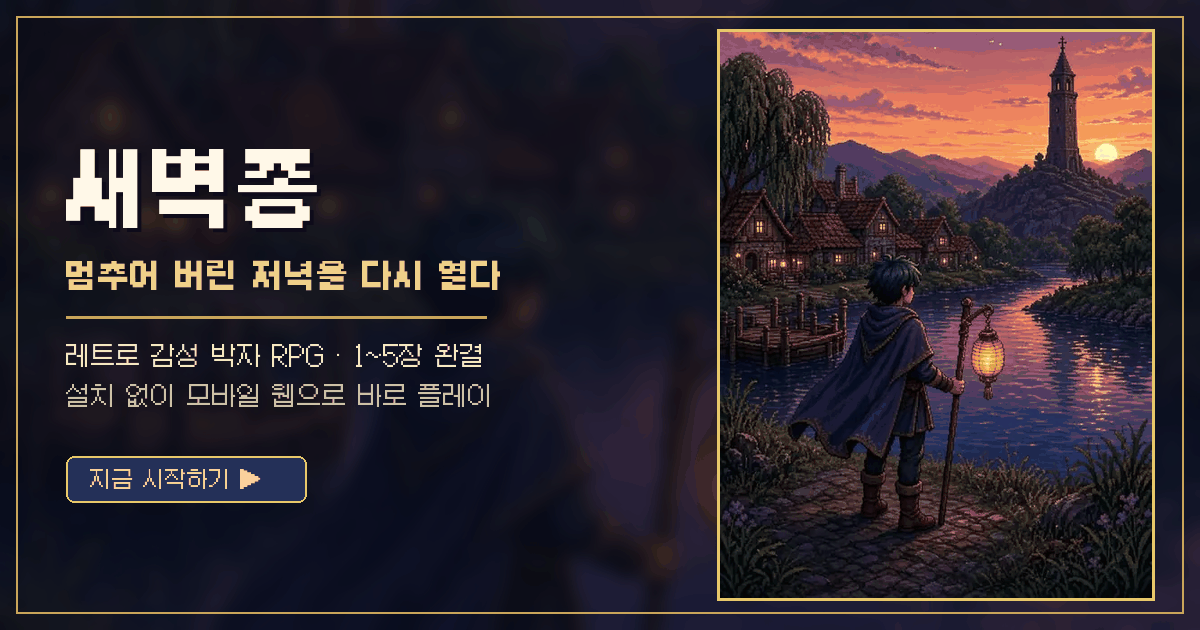 새벽종
멈추어 버린 저녁을 다시 열다
레트로 감성 박자 RPG · 1~5장 완결
설치 없이 모바일 웹으로 바로 플레이
지금 시작하기 ▶